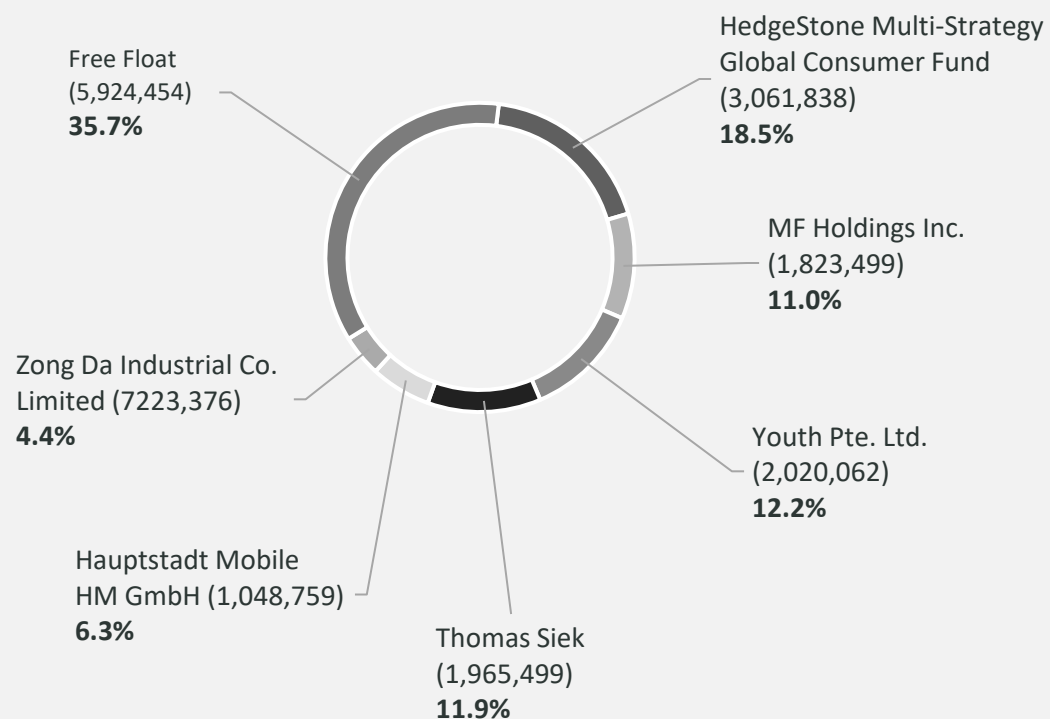 HedgeStone Multi-Strategy
Global Consumer Fund
(3,061,838)
18.5%
Free Float
(5,924,454)
35.7%
MF Holdings Inc.
(1,823,499)
11.0%
Zong Da Industrial Co.
Limited (7223,376)
4.4%
Youth Pte. Ltd.
(2,020,062)
12.2%
Hauptstadt Mobile
HM GmbH (1,048,759)
6.3%
Thomas Siek
(1,965,499)
11.9%